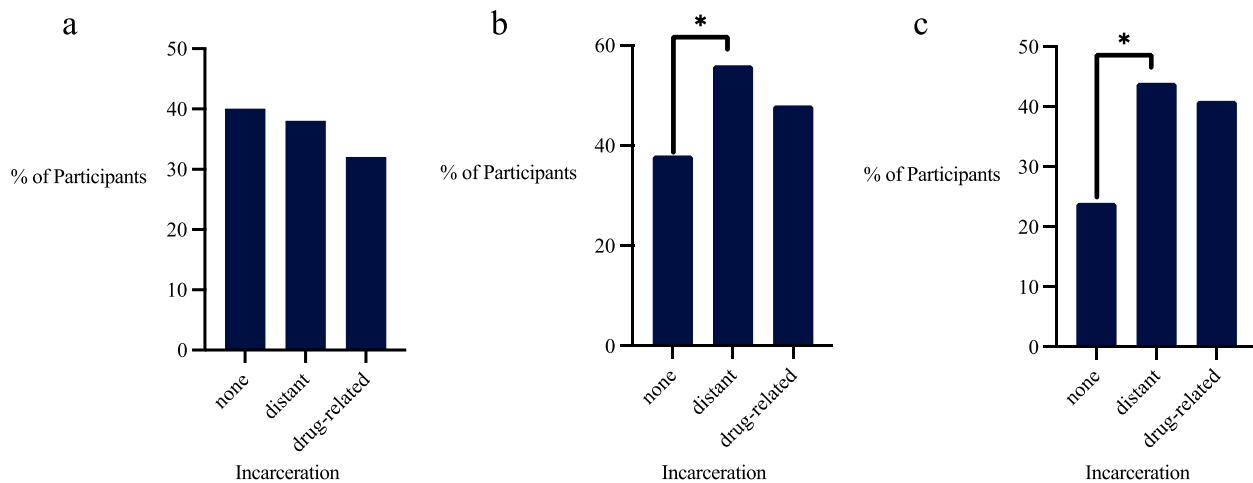 a
50
40
30
20
10
0
% of Participants
none
distant
drug-related
Incarceration
b
*
60
40
20
0
% of Participants
none
distant
drug-related
Incarceration
c
*
50
40
30
20
10
0
% of Participants
none
distant
drug-related
Incarceration